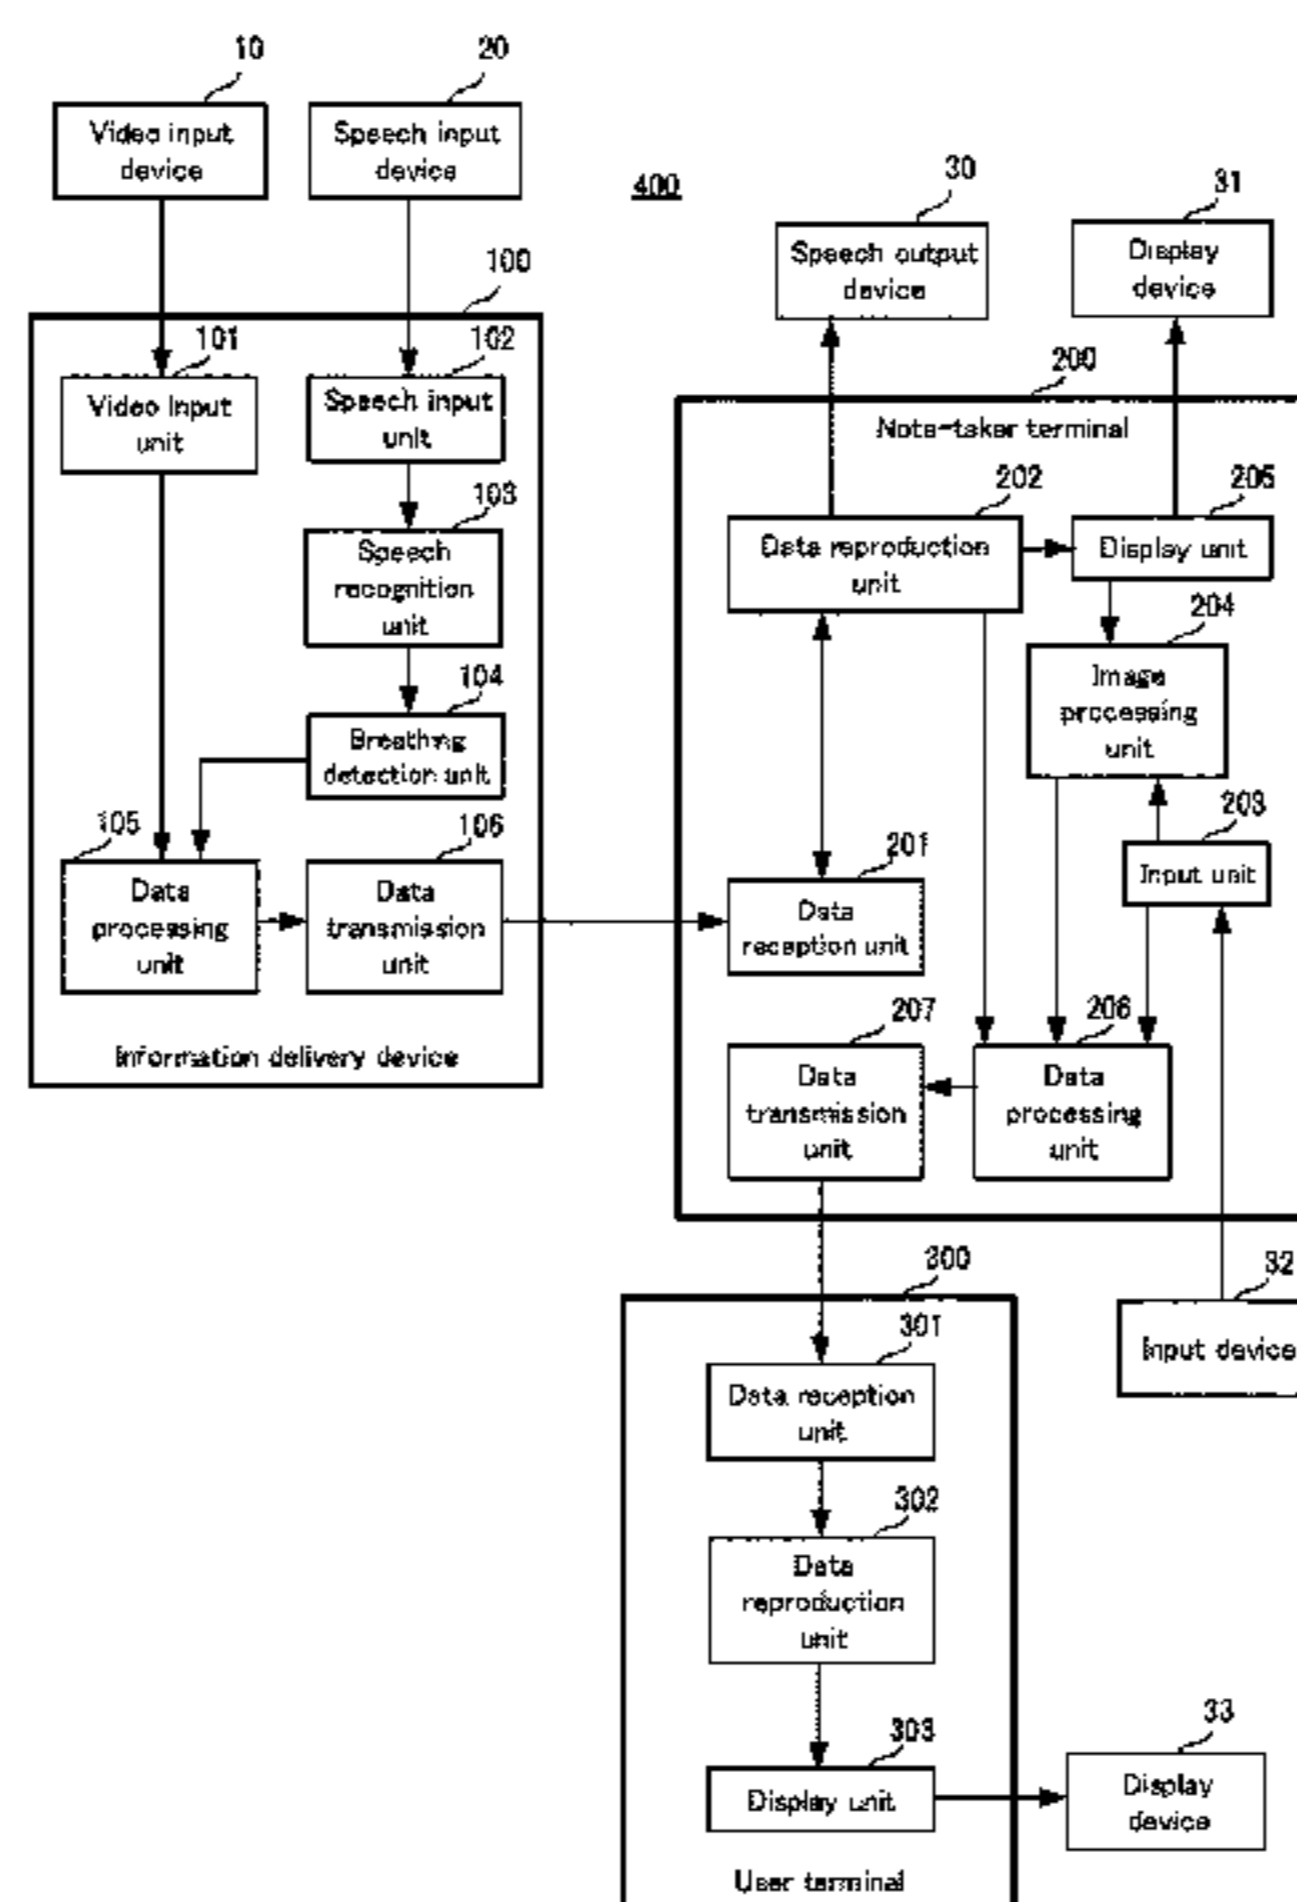 10
20
Video input
device
Speech input
device
400
30
31
Speech output
device
Display
device
100
101
102
Video Input
unit
Speech input
unit
103
Speech
recognition
unit
104
Breathing
detection unit
105
106
Data
processing
unit
Data
transmission
unit
Information delivery device
200
Note-taker terminal
202
205
Data reproduction
unit
Display unit
204
Image
processing
unit
203
Input unit
201
Data
reception unit
207
206
Data
transmission
unit
Data
processing
unit
300
32
Input device
301
Data reception
unit
302
Data
reproduction
unit
303
Display unit
33
Display
device
User terminal